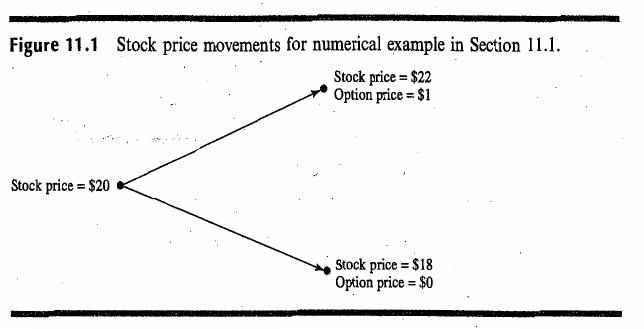 Figure 11.1 Stock price movements for numerical example in Section 11.1.
Stock price = $22
Option price = $1
Stock price = $20
Stock price = $18
Option price = $0